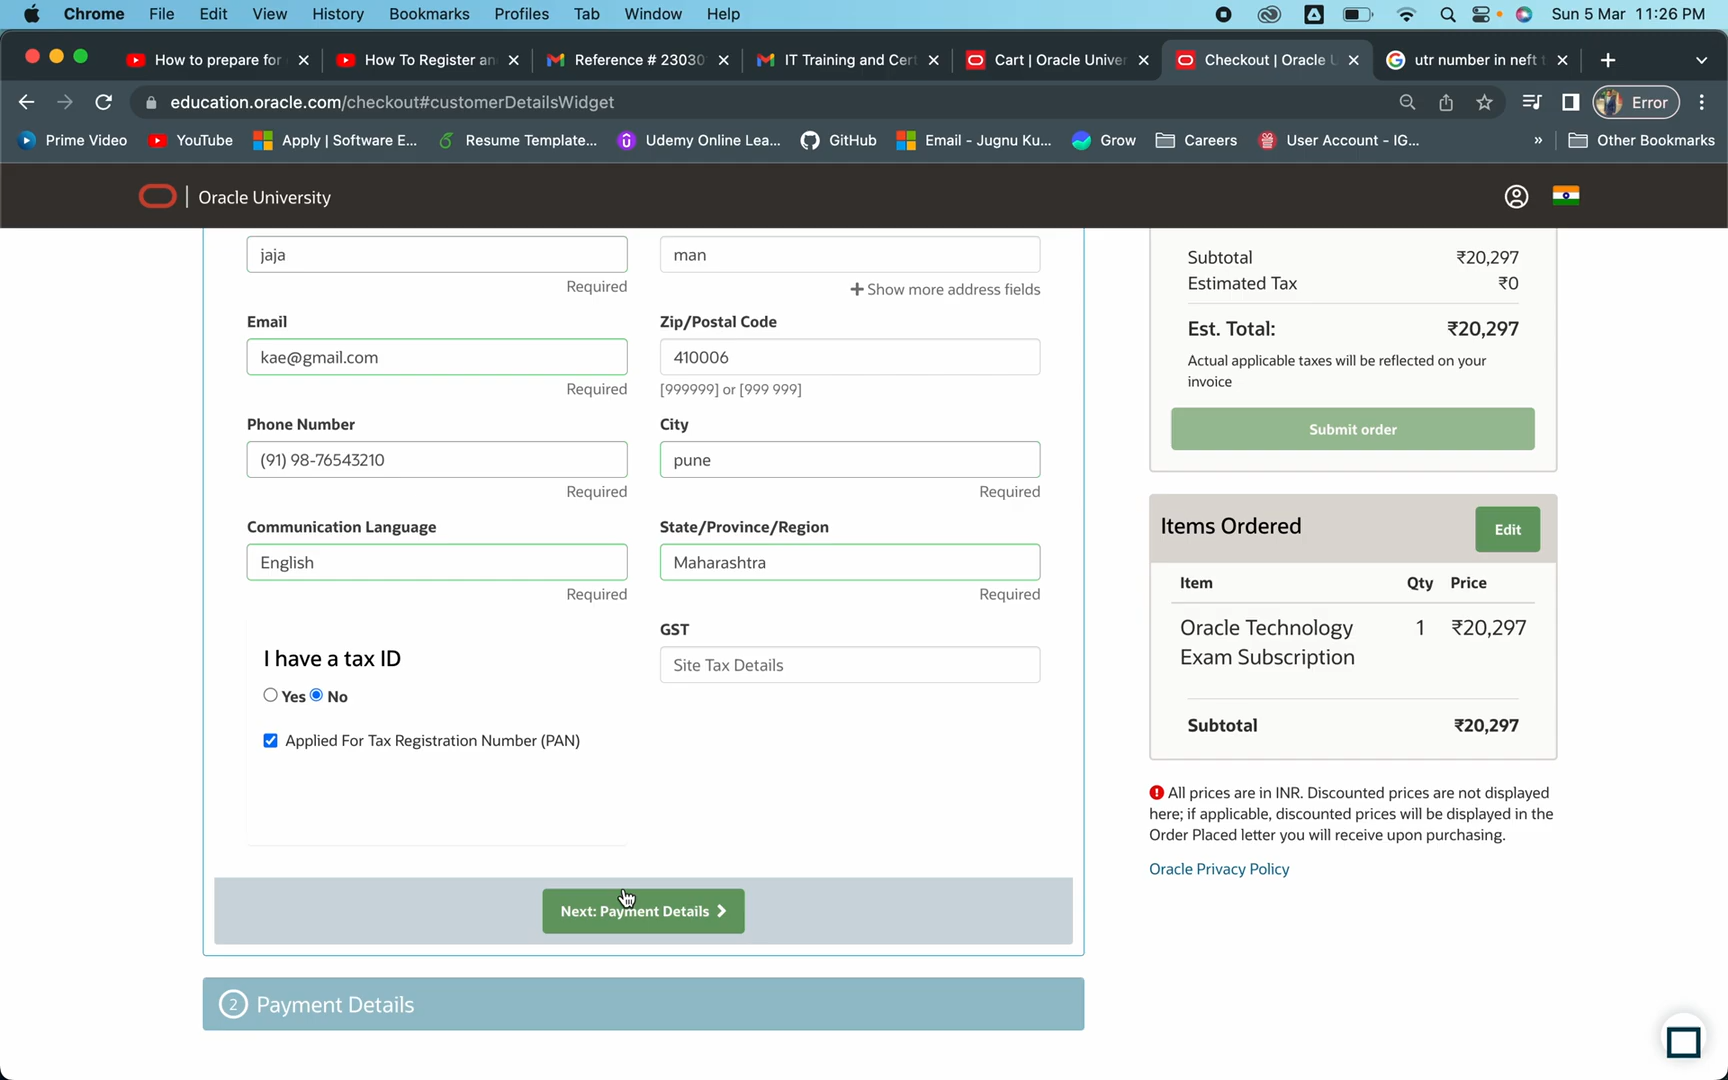 Chrome File Edit View History Bookmarks Profiles Tab Window Help Sun 5 Mar 11:26 PM
How to prepare for How To Register an Reference # 23030 IT Training and Cert Cart | Oracle Univer Checkout | Oracle U utr number in neft t
education.oracle.com/checkout#customerDetailsWidget Error
Prime Video YouTube Apply | Software E... Resume Template... Udemy Online Lea... GitHub Email - Jugnu Ku... Grow Careers User Account - IG... » Other Bookmarks
Oracle University
jaja
Required
man
+ Show more address fields
Email
kae@gmail.com
Required
Zip/Postal Code
410006
[999999] or [999 999]
Phone Number
(91) 98-76543210
Required
City
pune
Required
Communication Language
English
Required
State/Province/Region
Maharashtra
Required
I have a tax ID
Yes No
Applied For Tax Registration Number (PAN)
GST
Site Tax Details
Next: Payment Details
2 Payment Details
Subtotal ₹20,297
Estimated Tax ₹0
Est. Total: ₹20,297
Actual applicable taxes will be reflected on your
invoice
Submit order
Items Ordered Edit
Item Qty Price
Oracle Technology 1 ₹20,297
Exam Subscription
Subtotal ₹20,297
All prices are in INR. Discounted prices are not displayed
here; if applicable, discounted prices will be displayed in the
Order Placed letter you will receive upon purchasing.
Oracle Privacy Policy